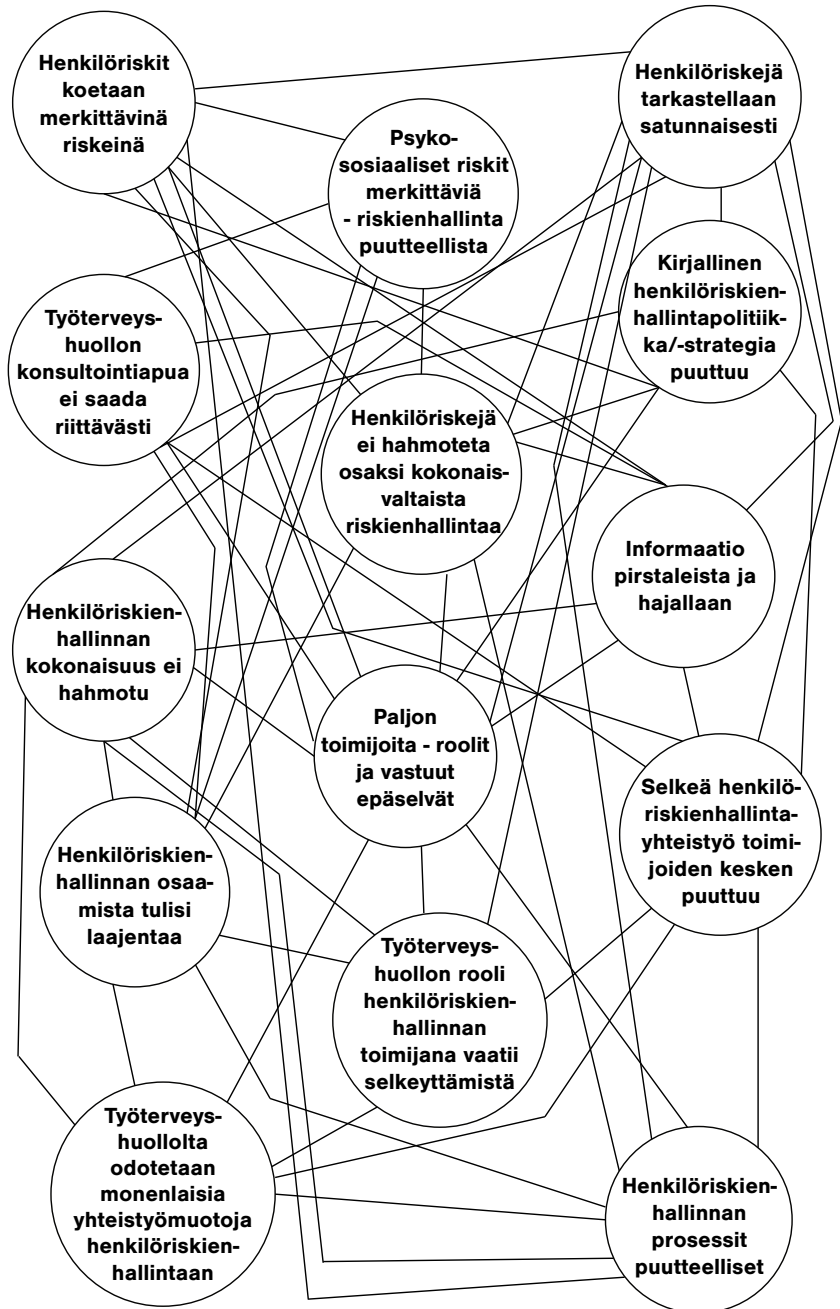 Henkilöriskit
koetaan
merkittävinä
riskeinä
Henkilöriskejä
tarkastellaan
satunnaisesti
Psyko-
sosiaaliset riskit
merkittäviä
- riskienhallinta
puutteellista
Kirjallinen
henkilöriskien-
hallintapolitiik-
ka/-strategia
puuttuu
Työterveys-
huollon
konsultointiapua
ei saada
riittävästi
Henkilöriskejä
ei hahmoteta
osaksi kokonais-
valtaista
riskienhallintaa
Informaatio
pirstaleista ja
hajallaan
Henkilöriskien-
hallinnan
kokonaisuus ei
hahmotu
Paljon
toimijoita - roolit
ja vastuut
epäselvät
Selkeä henkilö-
riskienhallinta-
yhteistyö toimi-
joiden kesken
puuttuu
Henkilöriskien-
hallinnan osaa-
mista tulisi
laajentaa
Työterveys-
huollon rooli
henkilöriskien-
hallinnan
toimijana vaatii
selkeyttämistä
Työterveys-
huollolta
odotetaan
monenlaisia
yhteistyömuotoja
henkilöriskien-
hallintaan
Henkilöriskien-
hallinnan
prosessit
puutteelliset